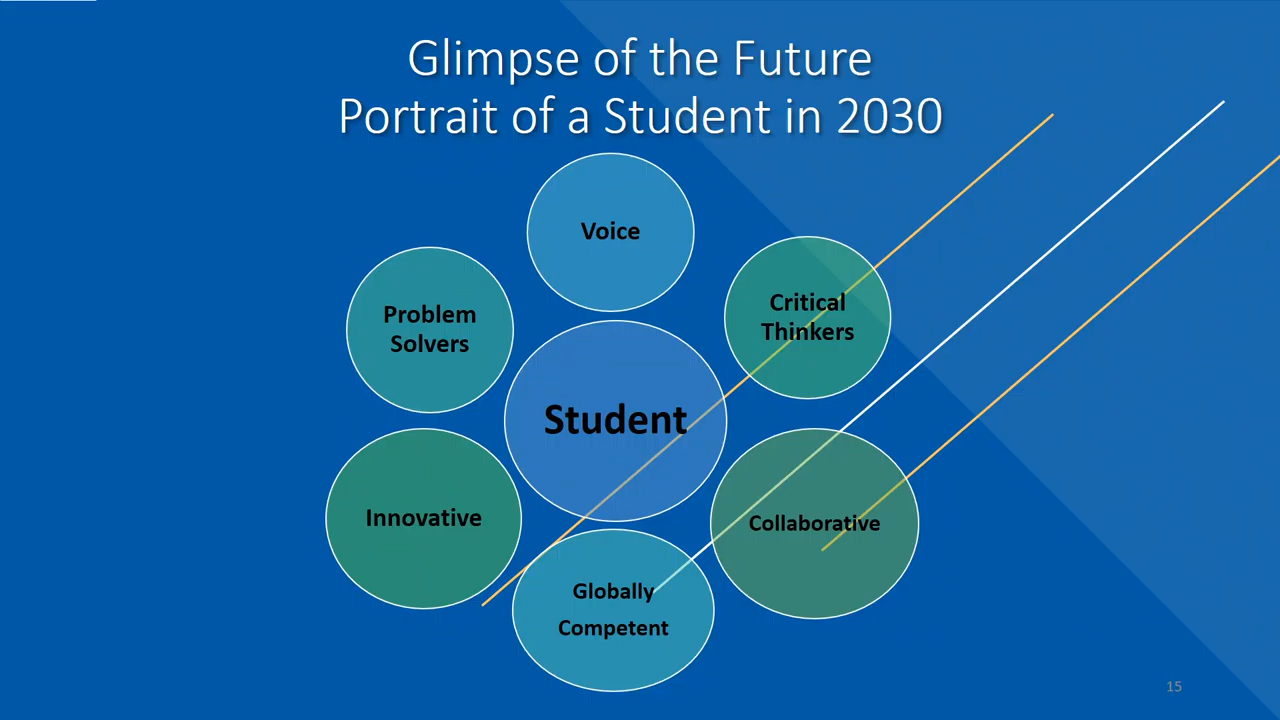 Glimpse of the Future
Portrait of a Student in 2030
Voice
Critical
Thinkers
Problem
Solvers
Student
Innovative
Collaborative
Globally
Competent
15